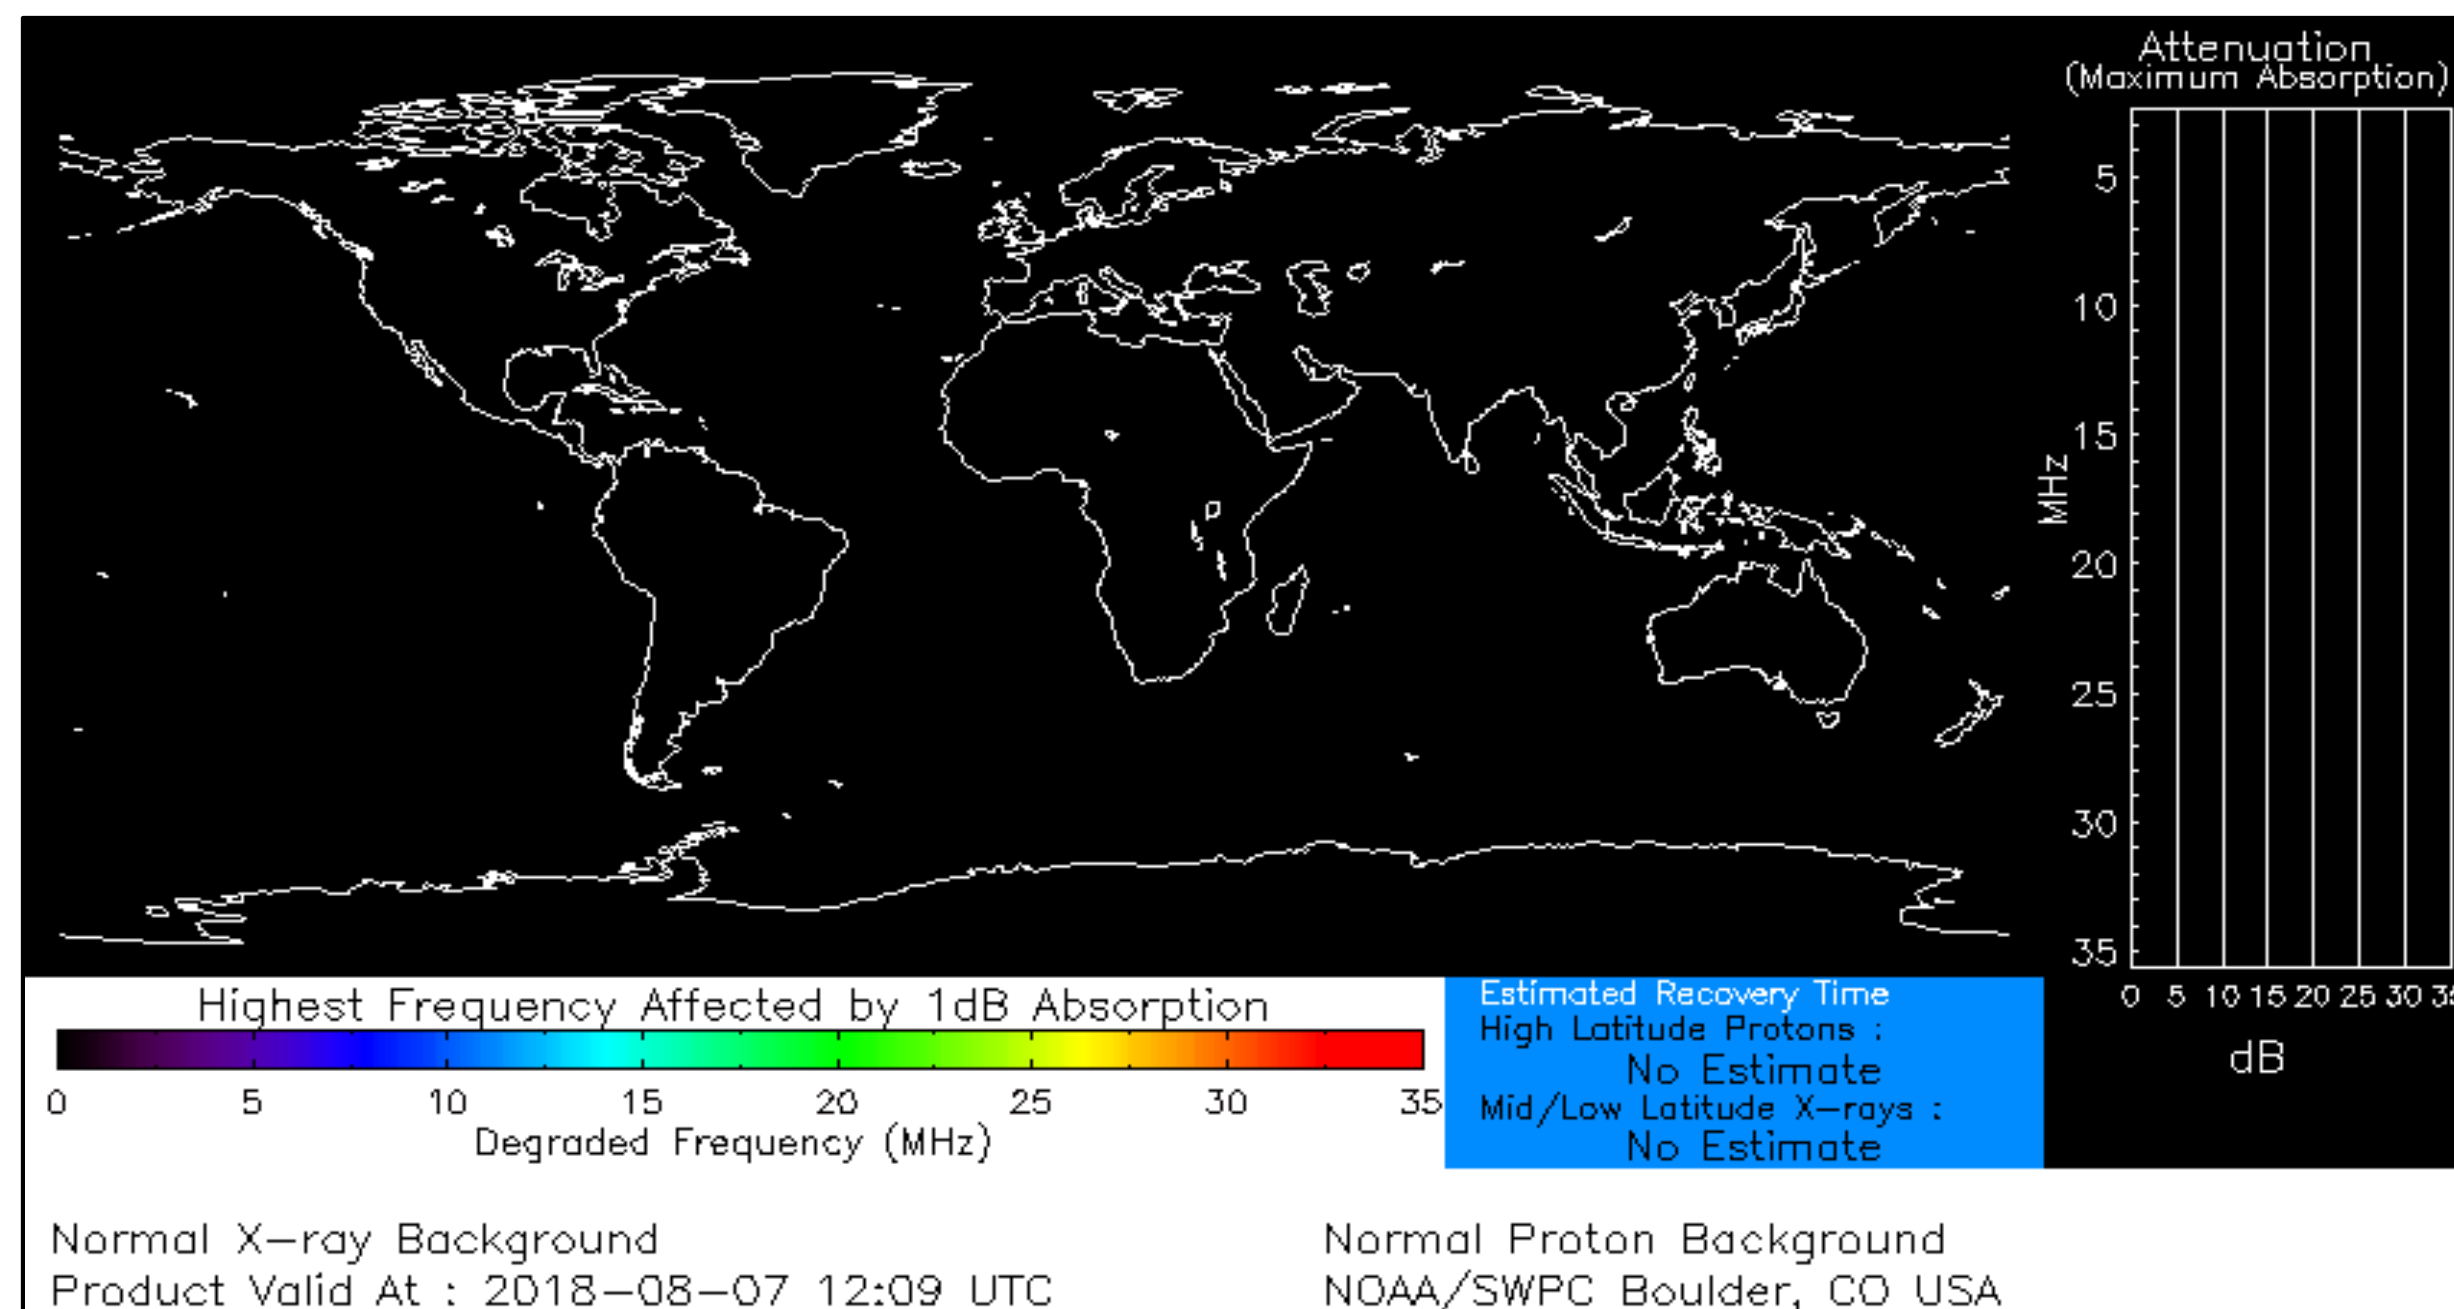 Attenuation
(Maximum Absorption)
5
10
15
20
25
30
35
MHz
0 5 10 15 20 25 30
dB
Highest Frequency Affected by 1dB Absorption
0 5 10 15 20 25 30 35
Degraded Frequency (MHz)
Estimated Recovery Time
High Latitude Protons :
No Estimate
Mid/Low Latitude X-rays :
No Estimate
Normal X-ray Background
Product Valid At : 2018-08-07 12:09 UTC
Normal Proton Background
NOAA/SWPC Boulder, CO USA